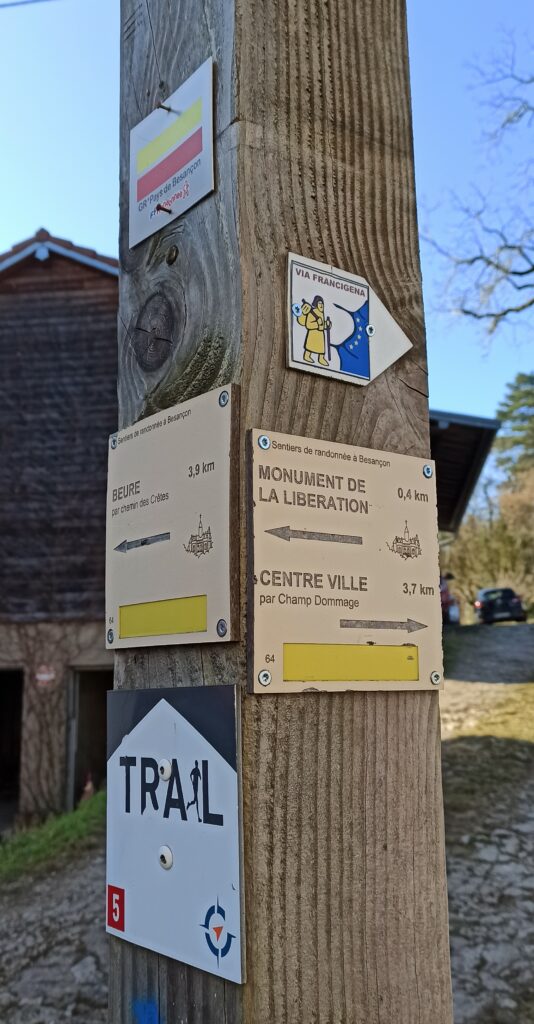 GR® Pays de Besançon
FFRandonnée
VIA FRANCIGENA
Sentiers de randonnée à Besançon
3,9 km
BEURE
par chemin des Crêtes
64
Sentiers de randonnée à Besançon
MONUMENT DE
LA LIBERATION
0,4 km
CENTRE VILLE
3,7 km
par Champ Dommage
64
TRAIL
5